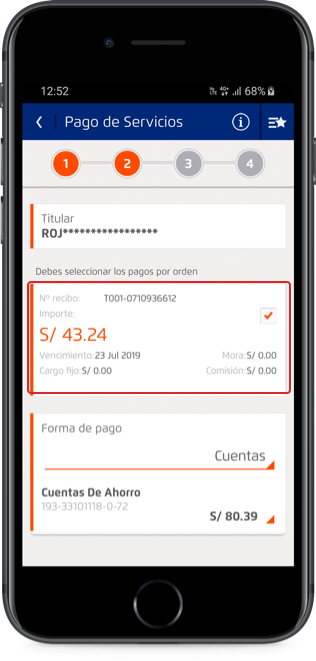 12:52 68%
Pago de Servicios
1 2 3 4
Titular
ROJ*****************
Debes seleccionar los pagos por orden
Nº recibo: T001-0710936612
Importe:
S/ 43.24
Vencimiento: 23 Jul 2019 Mora: S/ 0.00
Cargo fijo: S/ 0.00 Comisión: S/ 0.00
Forma de pago
Cuentas
Cuentas De Ahorro
193-33101118-0-72
S/ 80.39